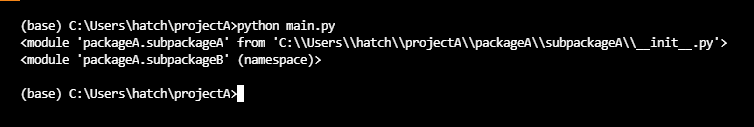 (base) C:\Users\hatch\projectA>python main.py
<module 'packageA.subpackageA' from 'C:\\Users\\hatch\\projectA\\packageA\\subpackageA\\__init__.py'>
<module 'packageA.subpackageB' (namespace)>
(base) C:\Users\hatch\projectA>